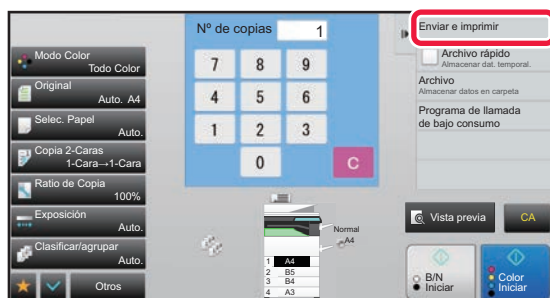 Modo Color
Todo Color
Original
Auto. A4
Selec. Papel
Auto.
Copia 2-Caras
1-Cara→1-Cara
Ratio de Copia
100%
Exposición
Auto.
Clasificar/agrupar
Auto.
Otros
Nº de copias
1
7 8 9
4 5 6
1 2 3
0 C
Normal
A4
1 A4
2 B5
3 B4
4 A3
Enviar e imprimir
Archivo rápido
Almacenar dat. temporal.
Archivo
Almacenar datos en carpeta
Programa de llamada
de bajo consumo
Vista previa
CA
B/N
Iniciar
Color
Iniciar